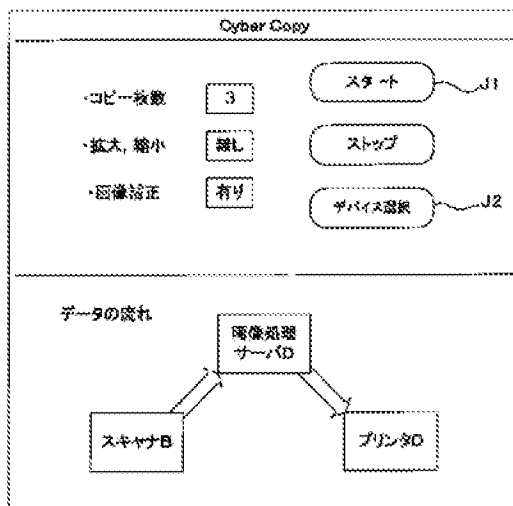 Cyber Copy
・コピー枚数 3
スタート J1
・拡大, 縮小 無し
ストップ
・画像補正 有り
デバイス選択 J2
データの流れ
画像処理
サーバD
スキャナB
プリンタD